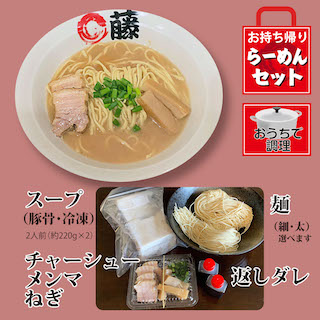 藤
お持ち帰り
らーめん
セット
おうちで
調理
スープ
(豚骨・冷凍)
2人前(約220g×2)
麺
(細・太)
選べます
チャーシュー
メンマ
ねぎ
返しダレ